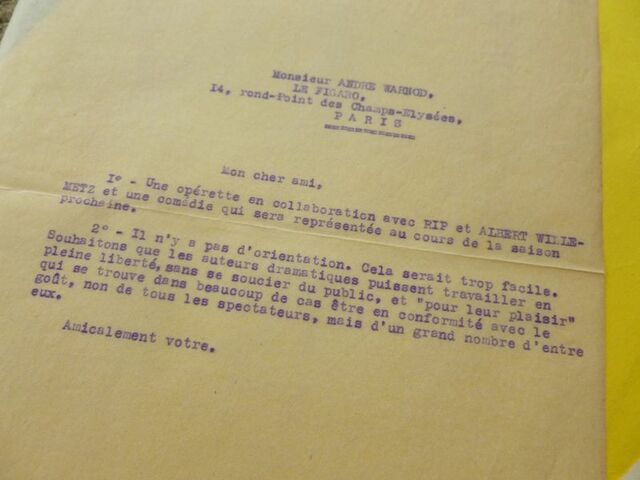 Monsieur ANDRE WARNOD,
LE FIGARO,
14, rond-Point des Champs-Elysées,
PARIS
Mon cher ami,
1° - Une opérette en collaboration avec RIP et ALBERT WILLE-
METZ et une comédie qui sera représentée au cours de la saison
prochaine.
2° - Il n'y a pas d'orientation. Cela serait trop facile.
Souhaitons que les auteurs dramatiques puissent travailler en
pleine liberté, sans se soucier du public, et "pour leur plaisir"
qui se trouve dans beaucoup de cas être en conformité avec le
goût, non de tous les spectateurs, mais d'un grand nombre d'entre
eux.
Amicalement votre.